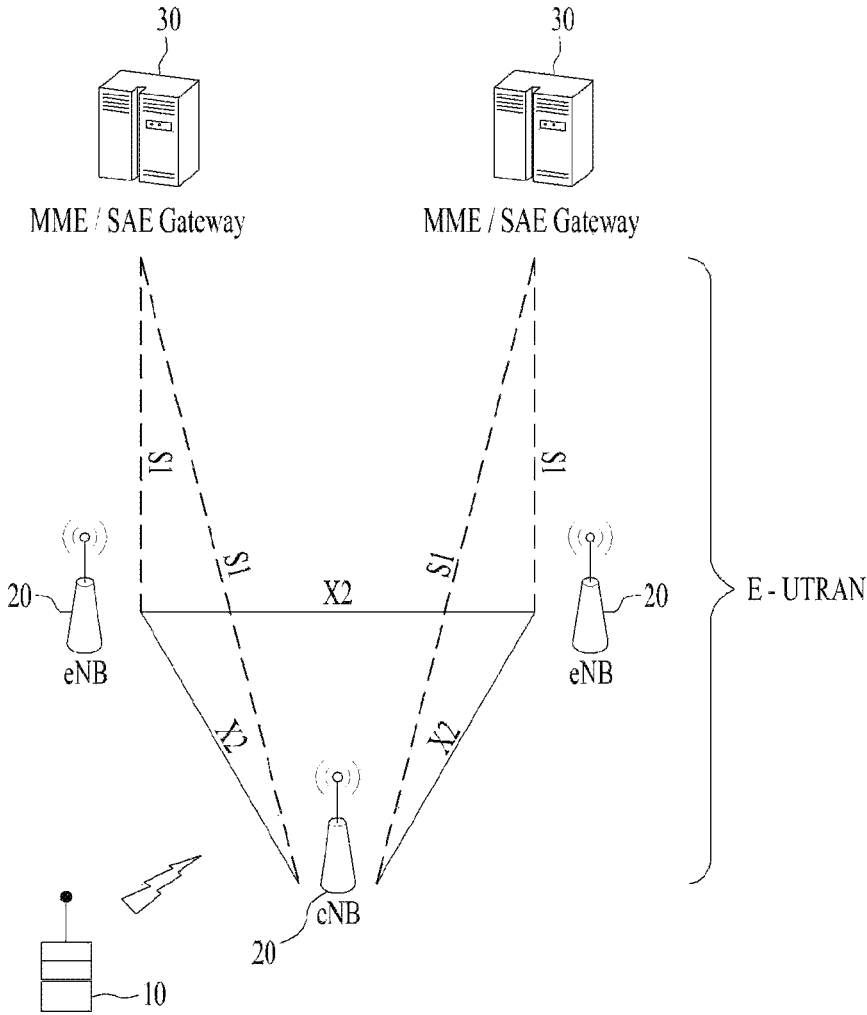 30
30
MME / SAE Gateway
MME / SAE Gateway
S1
S1
S1
S1
X2
20
20
E - UTRAN
eNB
eNB
X2
X2
cNB
20
10